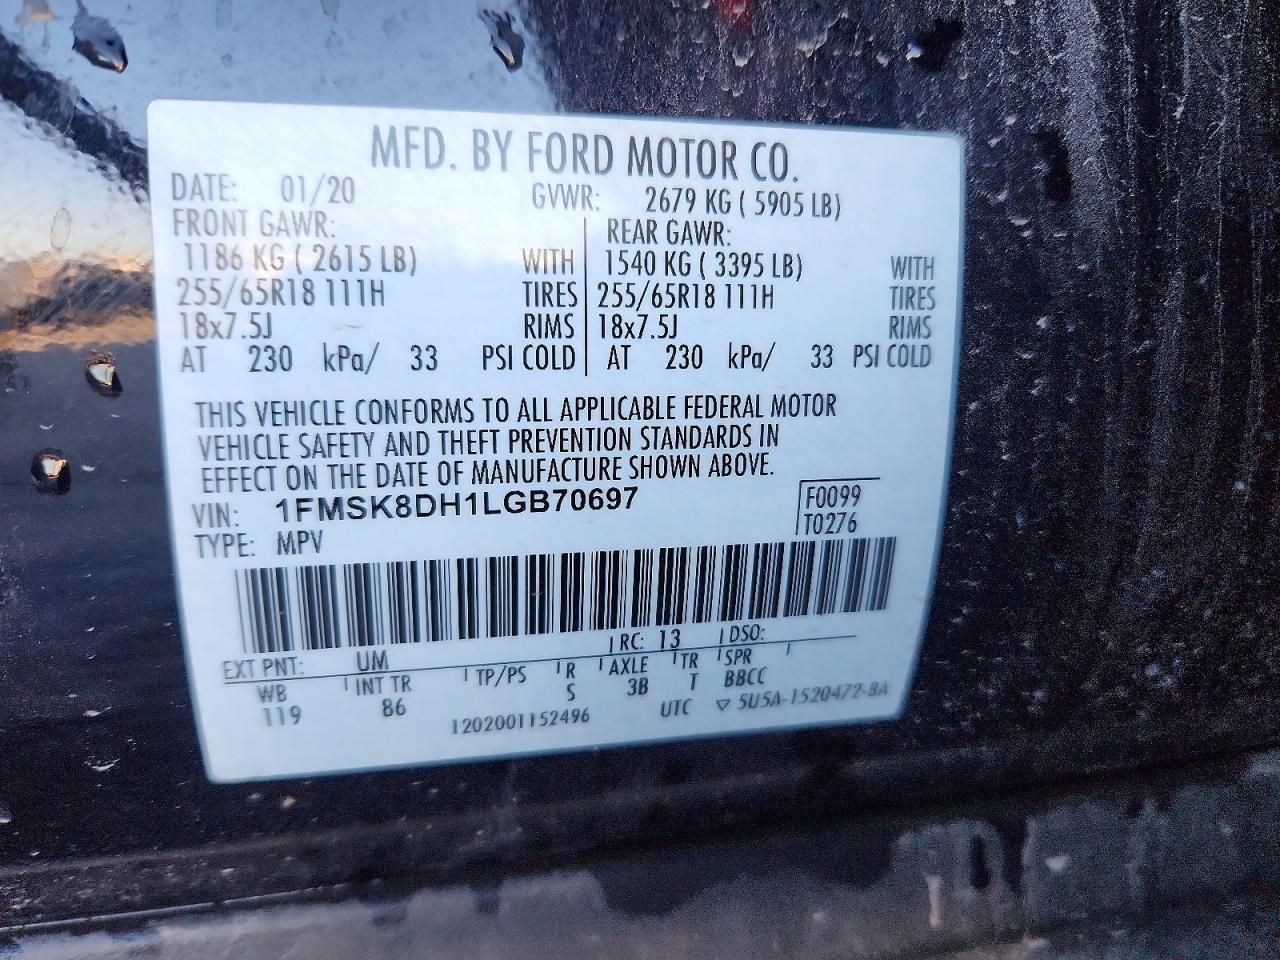 MFD. BY FORD MOTOR CO.
DATE: 01/20 GVWR: 2679 KG ( 5905 LB)
FRONT GAWR: REAR GAWR:
1186 KG ( 2615 LB) WITH 1540 KG ( 3395 LB) WITH
255/65R18 111H TIRES 255/65R18 111H TIRES
18x7.5J RIMS 18x7.5J RIMS
AT 230 kPa/ 33 PSI COLD AT 230 kPa/ 33 PSI COLD
THIS VEHICLE CONFORMS TO ALL APPLICABLE FEDERAL MOTOR
VEHICLE SAFETY AND THEFT PREVENTION STANDARDS IN
EFFECT ON THE DATE OF MANUFACTURE SHOWN ABOVE.
VIN: 1FMSK8DH1LGB70697 F0099
TYPE: MPV T0276
EXT PNT: UM RC: 13 DSO:
WB INT TR TP/PS R AXLE TR SPR
119 86 S 3B T BBCC
1202001152496 UTC ▽ 5U5A-1520472-BA